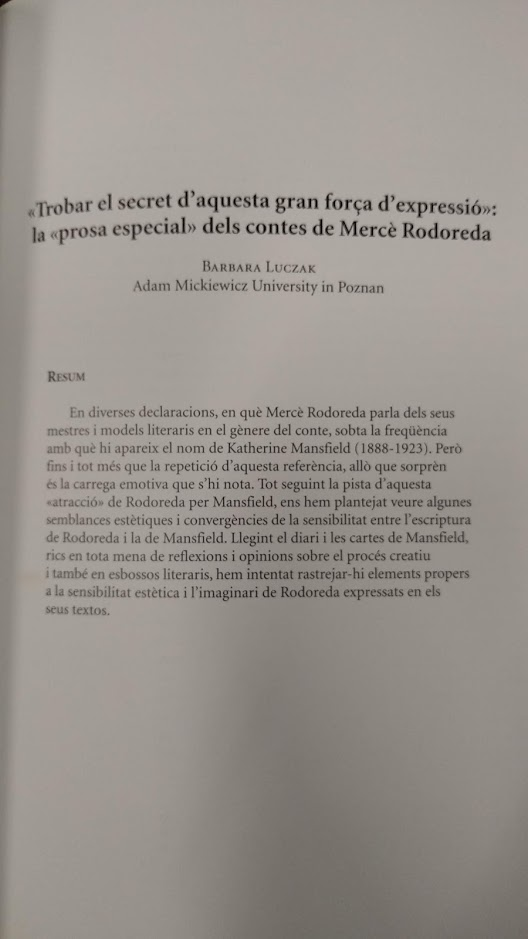 «Trobar el secret d'aquesta gran força d'expressió»:
la «prosa especial» dels contes de Mercè Rodoreda
Barbara Luczak
Adam Mickiewicz University in Poznan
Resum
En diverses declaracions, en què Mercè Rodoreda parla dels seus
mestres i models literaris en el gènere del conte, sobta la freqüència
amb què hi apareix el nom de Katherine Mansfield (1888-1923). Però
fins i tot més que la repetició d'aquesta referència, allò que sorprèn
és la carrega emotiva que s'hi nota. Tot seguint la pista d'aquesta
«atracció» de Rodoreda per Mansfield, ens hem plantejat veure algunes
semblances estètiques i convergències de la sensibilitat entre l'escriptura
de Rodoreda i la de Mansfield. Llegint el diari i les cartes de Mansfield,
rics en tota mena de reflexions i opinions sobre el procés creatiu
i també en esbossos literaris, hem intentat rastrejar-hi elements propers
a la sensibilitat estètica i l'imaginari de Rodoreda expressats en els
seus textos.